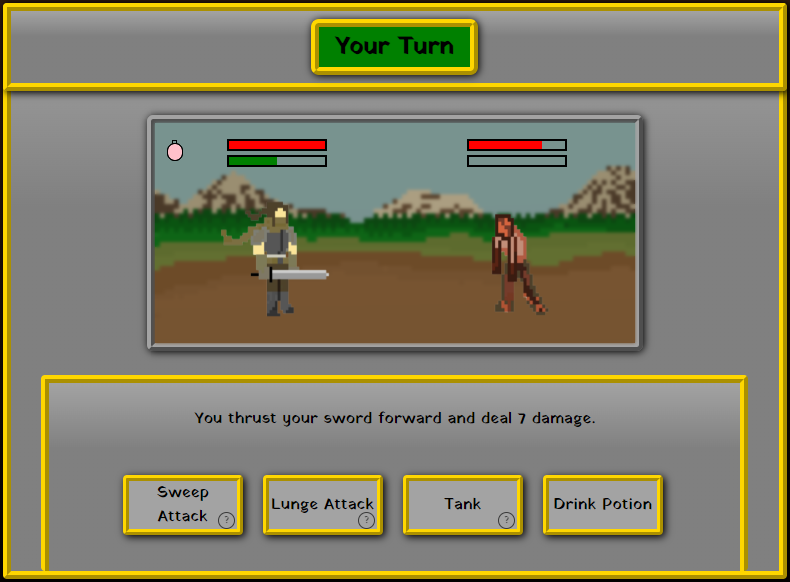 Your Turn
You thrust your sword forward and deal 7 damage.
Sweep
Attack ?
Lunge Attack
?
Tank
?
Drink Potion